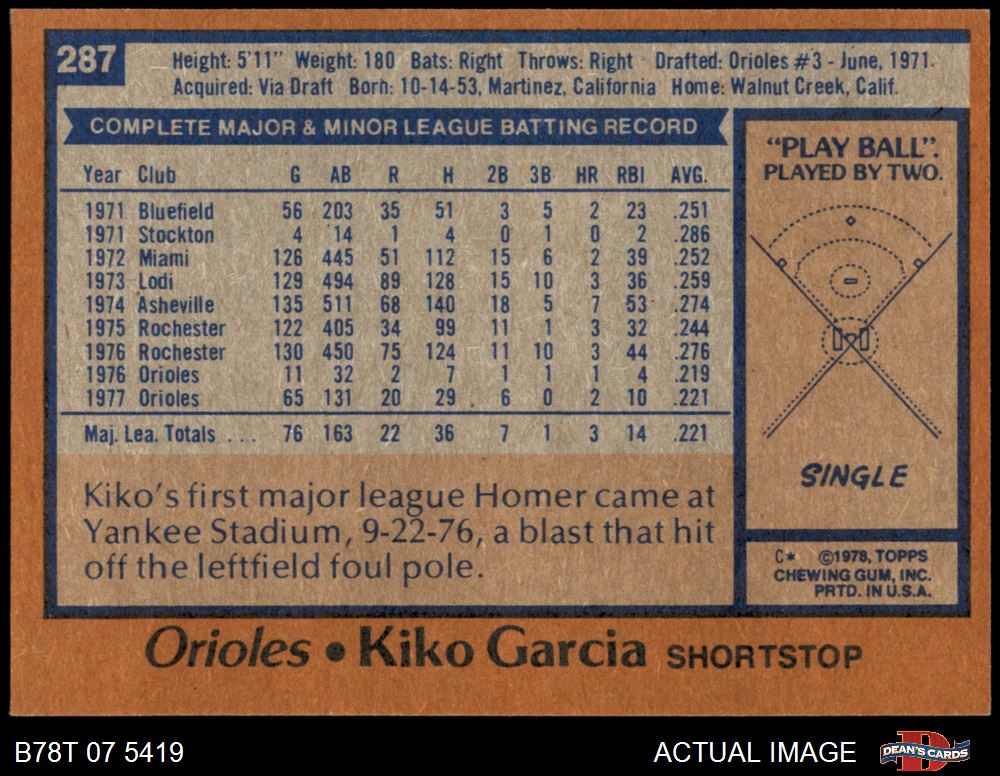 287
Height: 5'11" Weight: 180 Bats: Right Throws: Right Drafted: Orioles #3 - June, 1971.
Acquired: Via Draft Born: 10-14-53, Martinez, California Home: Walnut Creek, Calif.
COMPLETE MAJOR & MINOR LEAGUE BATTING RECORD
Year Club G AB R H 2B 3B HR RBI AVG.
1971 Bluefield 56 203 35 51 3 5 2 23 .251
1971 Stockton 4 14 1 4 0 1 0 2 .286
1972 Miami 126 445 51 112 15 6 2 39 .252
1973 Lodi 129 494 89 128 15 10 3 36 .259
1974 Asheville 135 511 68 140 18 5 7 53 .274
1975 Rochester 122 405 34 99 11 1 3 32 .244
1976 Rochester 130 450 75 124 11 10 3 44 .276
1976 Orioles 11 32 2 7 1 1 1 4 .219
1977 Orioles 65 131 20 29 6 0 2 10 .221
Maj. Lea. Totals ... 76 163 22 36 7 1 3 14 .221
Kiko's first major league Homer came at
Yankee Stadium, 9-22-76, a blast that hit
off the leftfield foul pole.
"PLAY BALL".
PLAYED BY TWO.
SINGLE
C* ©1978, TOPPS
CHEWING GUM, INC.
PRTD. IN U.S.A.
Orioles • Kiko Garcia SHORTSTOP
B78T 07 5419
ACTUAL IMAGE
DEAN'S CARDS